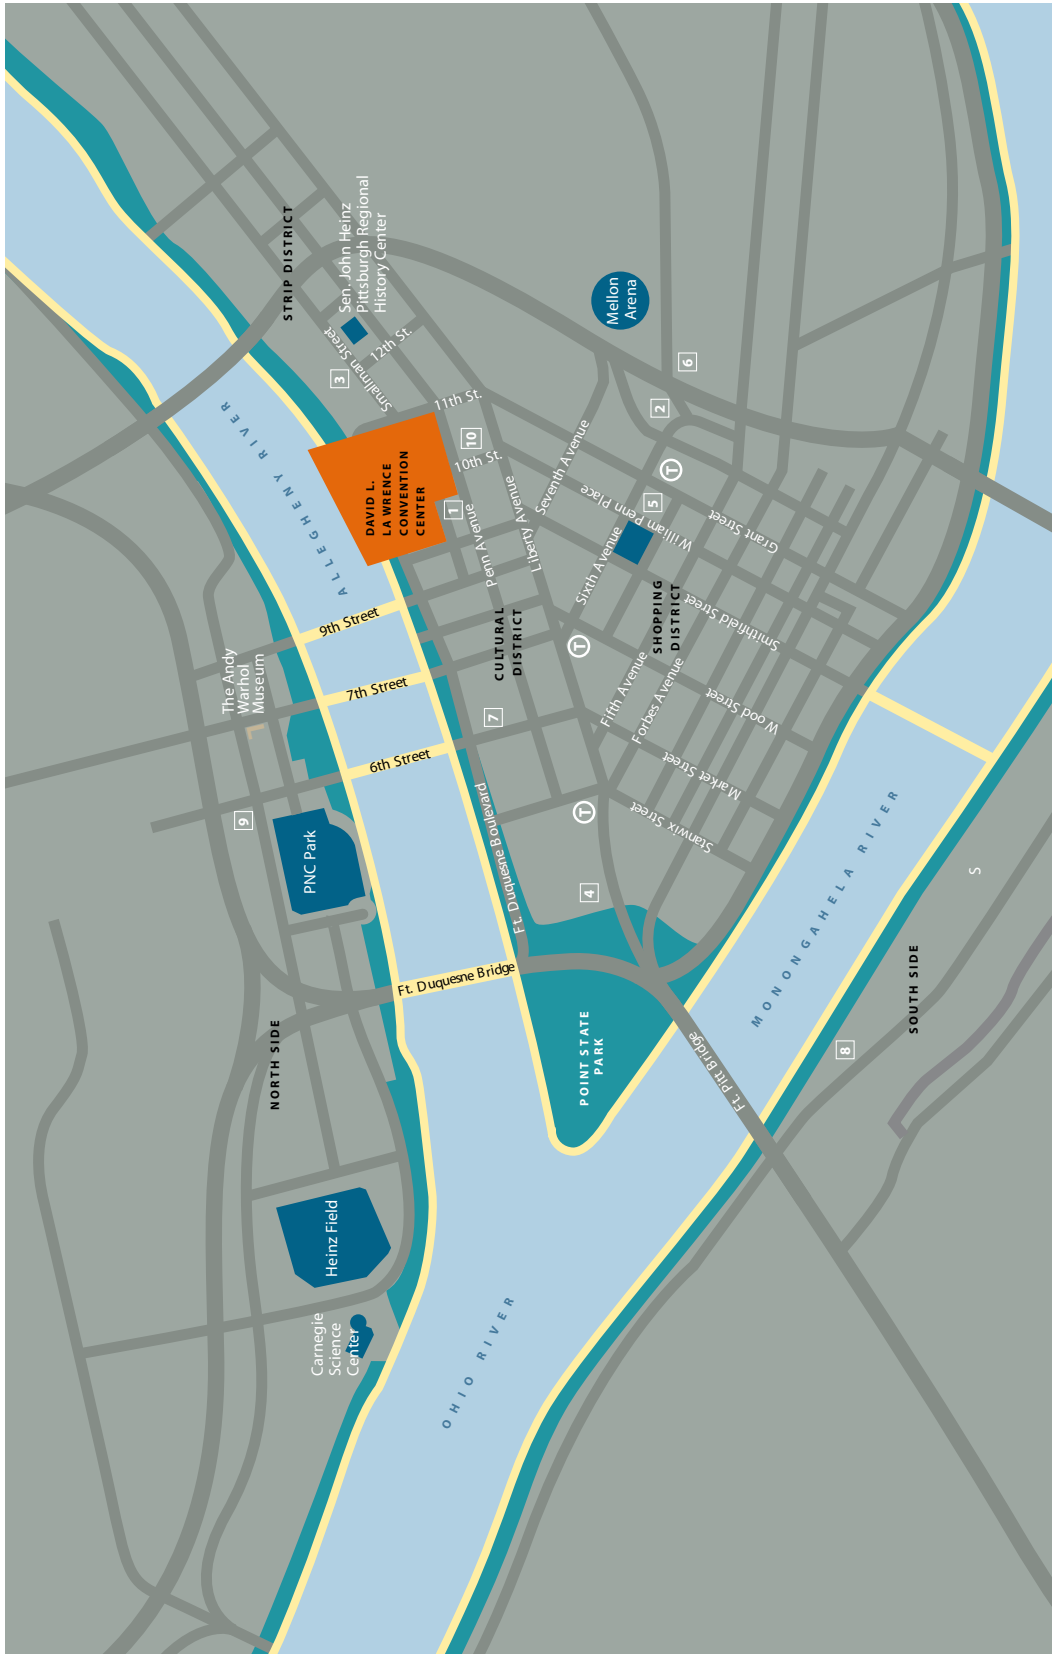 STRIP DISTRICT
Sen. John Heinz
Pittsburgh Regional
History Center
Smallman Street
12th St.
3
11th St.
10
10th St.
1
DAVID L.
LA WRENCE
CONVENTION
CENTER
ALLEGHENY RIVER
Mellon
Arena
6
2
T
5
Seventh Avenue
William Penn Place
Grant Street
Penn Avenue
Liberty Avenue
Sixth Avenue
Smithfield Street
CULTURAL
DISTRICT
SHOPPING
DISTRICT
T
Fifth Avenue
Forbes Avenue
Wood Street
Market Street
Stanwix Street
T
7
9th Street
7th Street
6th Street
The Andy
Warhol
Museum
9
PNC Park
Ft. Duquesne Boulevard
4
Ft. Duquesne Bridge
NORTH SIDE
POINT STATE
PARK
Ft. Pitt Bridge
MONONGAHELA RIVER
S
SOUTH SIDE
8
Heinz Field
Carnegie
Science
Center
OHIO RIVER